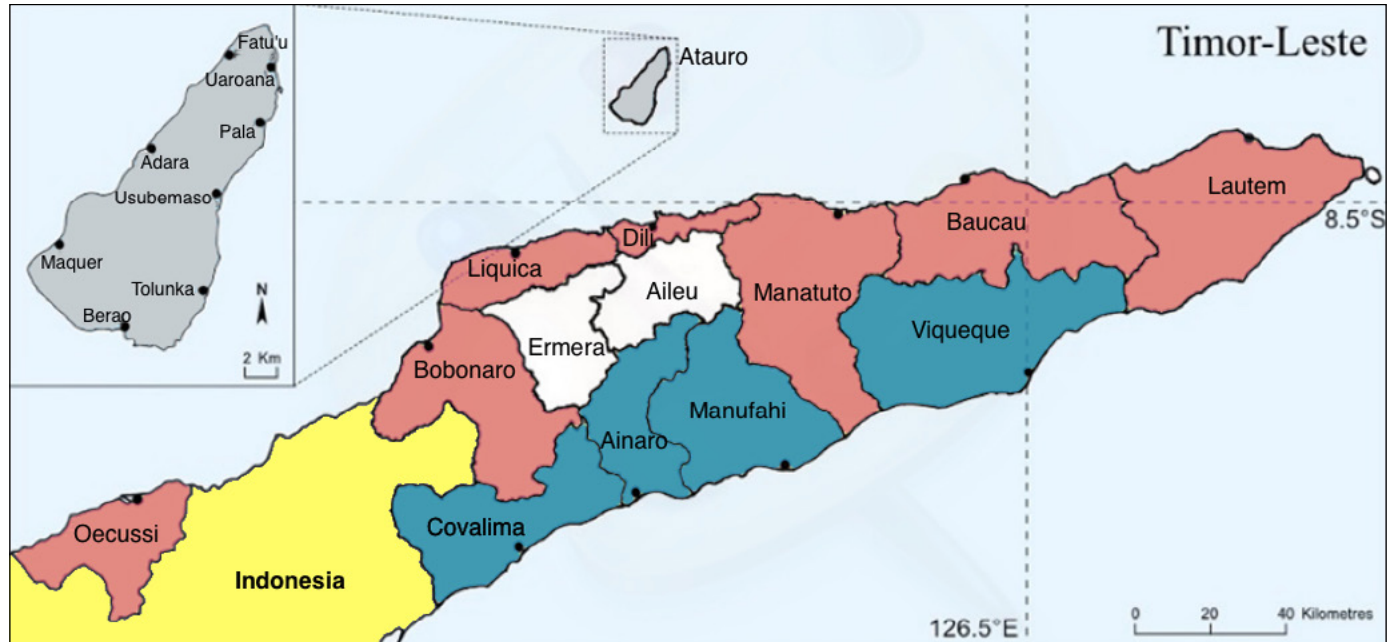 Timor-Leste
Fatu'u
Uaroana
Pala
Adara
Usubemaso
Maquer
Tolunka
Berao
N
2 Km
Atauro
Lautem
8.5°S
Baucau
Dili
Liquica
Aileu
Manatuto
Viqueque
Ermera
Bobonaro
Manufahi
Ainaro
Covalima
Oecussi
Indonesia
126.5°E
0 20 40 Kilometres